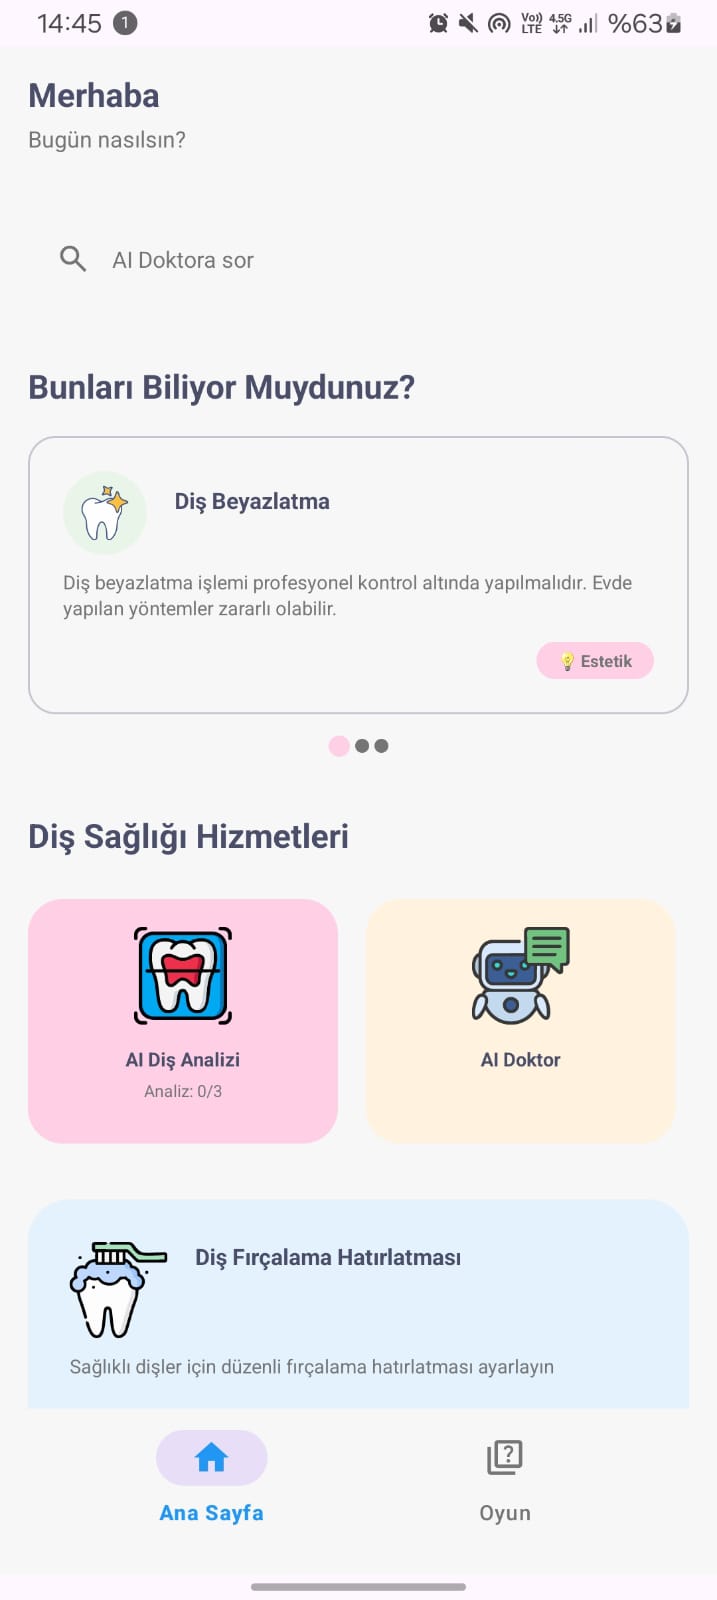 14:45 1 Vo)) LTE 4.5G %63
Merhaba
Bugün nasılsın?
AI Doktora sor
Bunları Biliyor Muydunuz?
Diş Beyazlatma
Diş beyazlatma işlemi profesyonel kontrol altında yapılmalıdır. Evde
yapılan yöntemler zararlı olabilir.
💡 Estetik
Diş Sağlığı Hizmetleri
AI Diş Analizi
Analiz: 0/3
AI Doktor
Diş Fırçalama Hatırlatması
Sağlıklı dişler için düzenli fırçalama hatırlatması ayarlayın
Ana Sayfa
Oyun